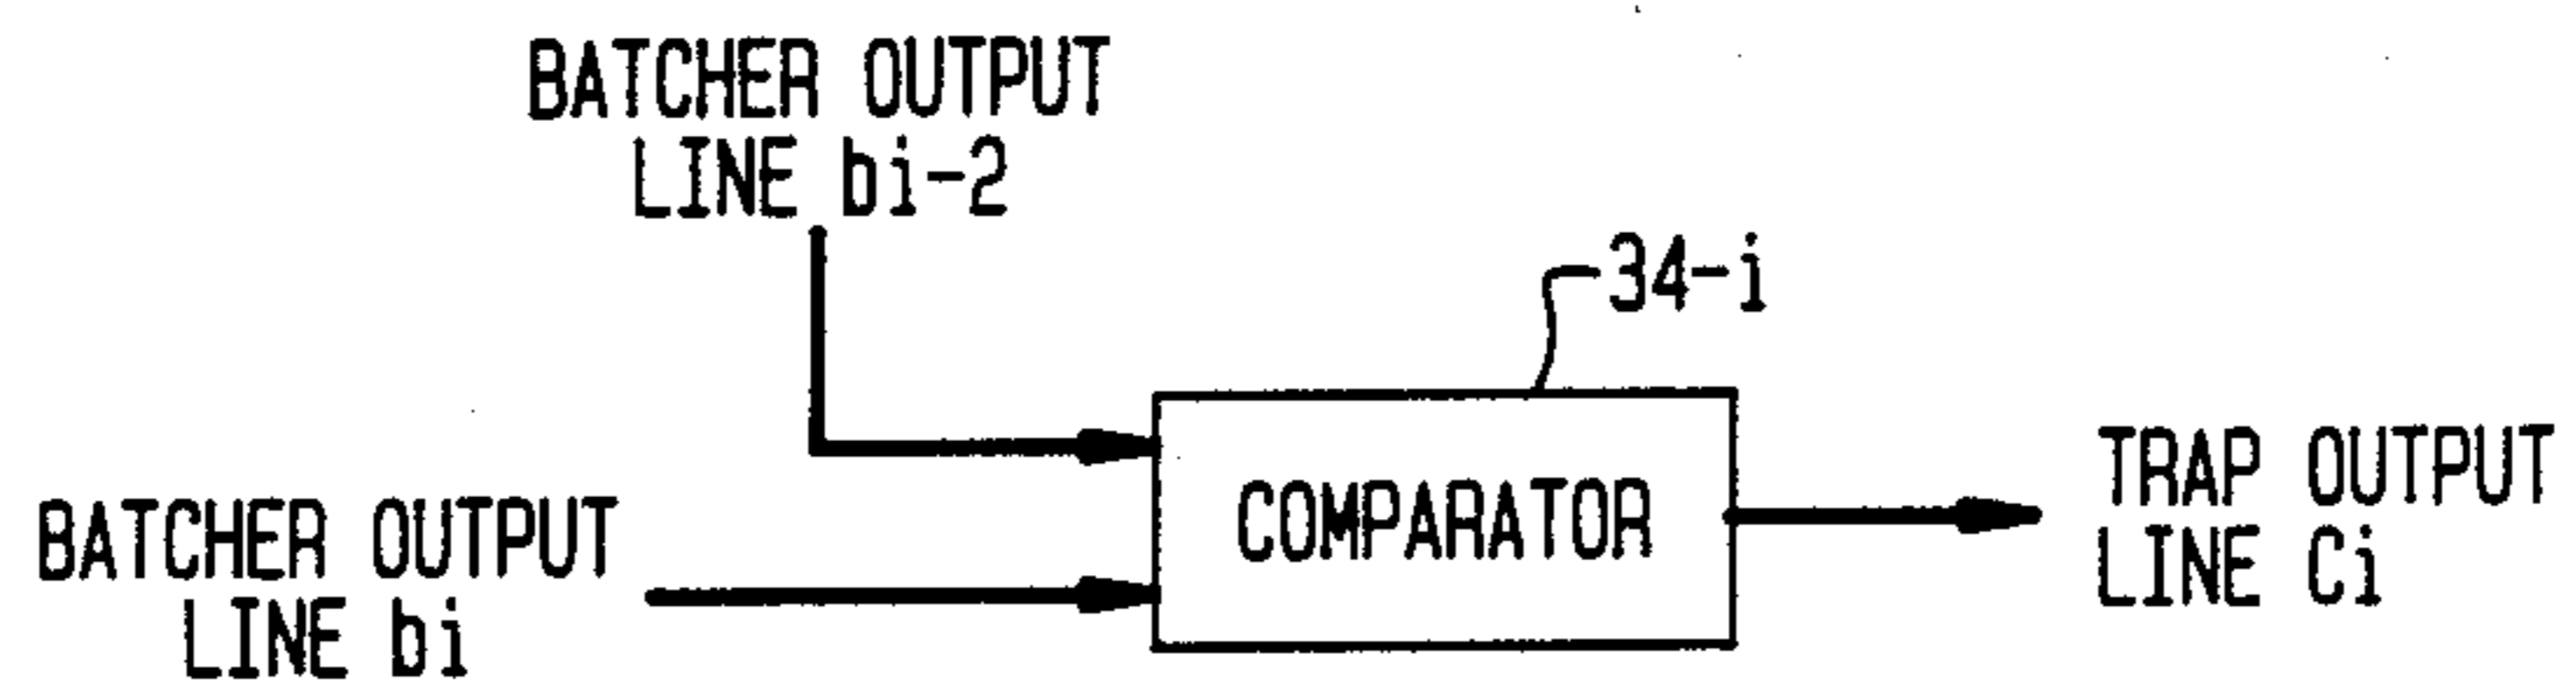 BATCHER OUTPUT
LINE bi-2
34-i
BATCHER OUTPUT
LINE bi
COMPARATOR
TRAP OUTPUT
LINE Ci